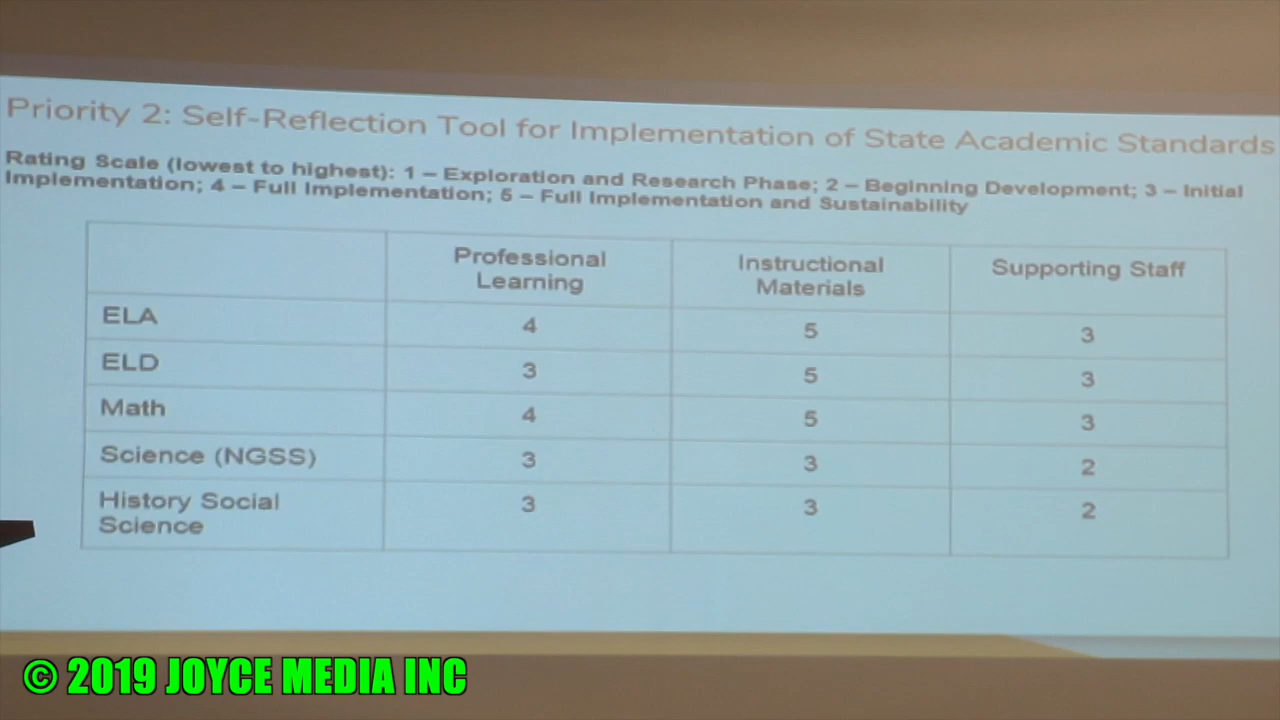 Priority 2: Self-Reflection Tool for Implementation of State Academic Standards
Rating Scale (lowest to highest): 1 – Exploration and Research Phase; 2 – Beginning Development; 3 – Initial
Implementation; 4 – Full Implementation; 5 – Full Implementation and Sustainability
Professional Learning Instructional Materials Supporting Staff
ELA 4 5 3
ELD 3 5 3
Math 4 5 3
Science (NGSS) 3 3 2
History Social Science 3 3 2
© 2019 JOYCE MEDIA INC